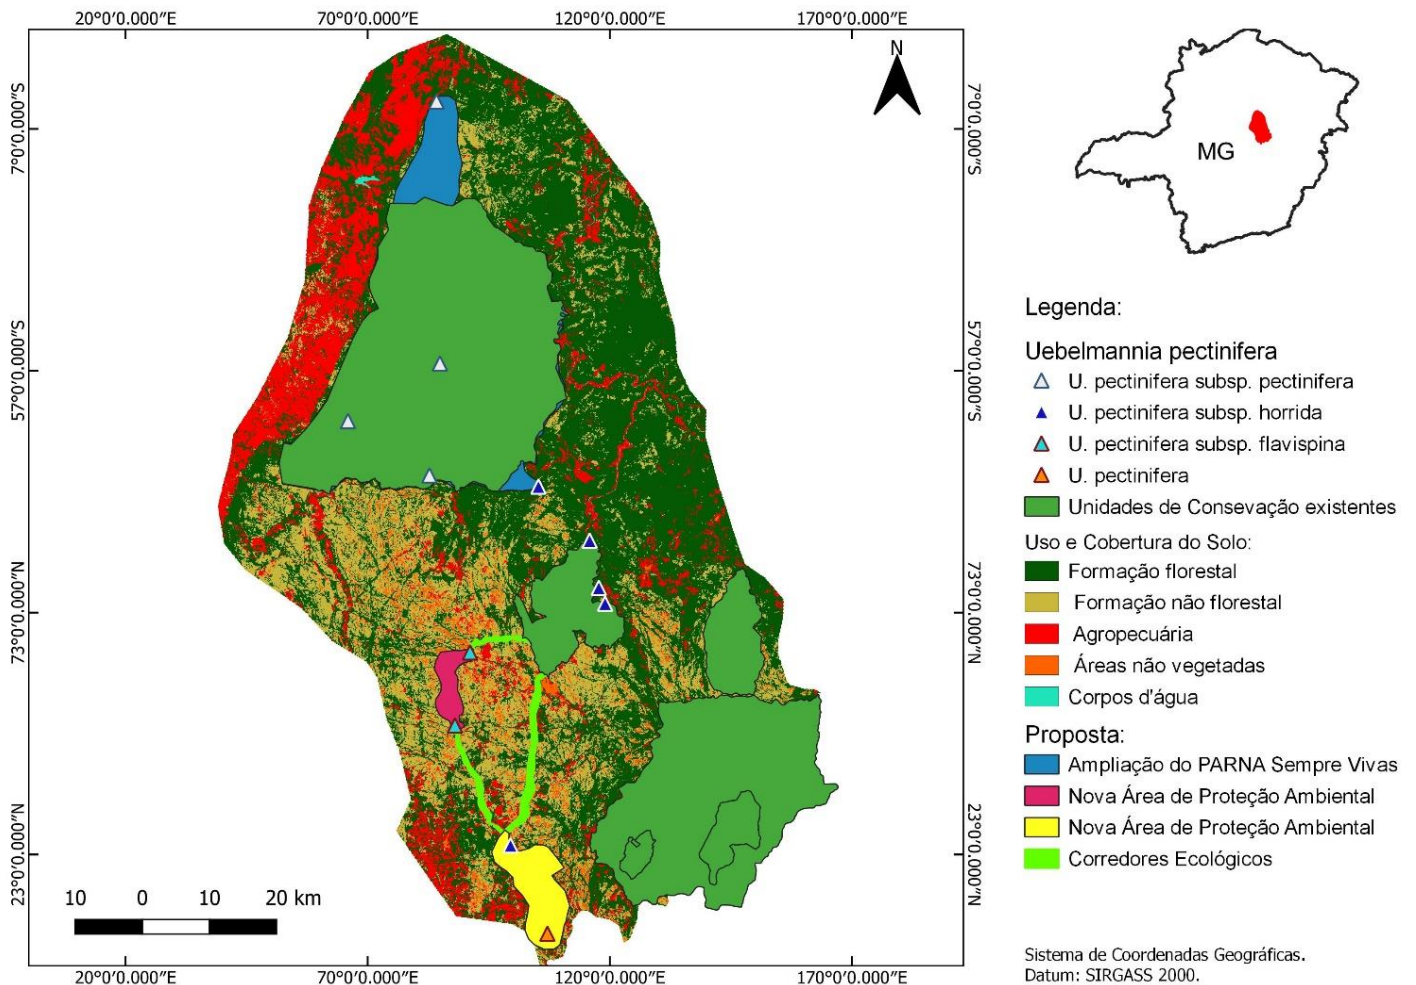 20°0'0.000"E 70°0'0.000"E 120°0'0.000"E 170°0'0.000"E
N
7°0'0.000"S
7°0'0.000"S
MG
57°0'0.000"S
57°0'0.000"S
73°0'0.000"N
73°0'0.000"N
23°0'0.000"N
23°0'0.000"N
Legenda:
Uebelmannia pectinifera
U. pectinifera subsp. pectinifera
U. pectinifera subsp. horrida
U. pectinifera subsp. flavispina
U. pectinifera
Unidades de Consevação existentes
Uso e Cobertura do Solo:
Formação florestal
Formação não florestal
Agropecuária
Áreas não vegetadas
Corpos d'água
Proposta:
Ampliação do PARNA Sempre Vivas
Nova Área de Proteção Ambiental
Nova Área de Proteção Ambiental
Corredores Ecológicos
10 0 10 20 km
20°0'0.000"E 70°0'0.000"E 120°0'0.000"E 170°0'0.000"E
Sistema de Coordenadas Geográficas.
Datum: SIRGASS 2000.